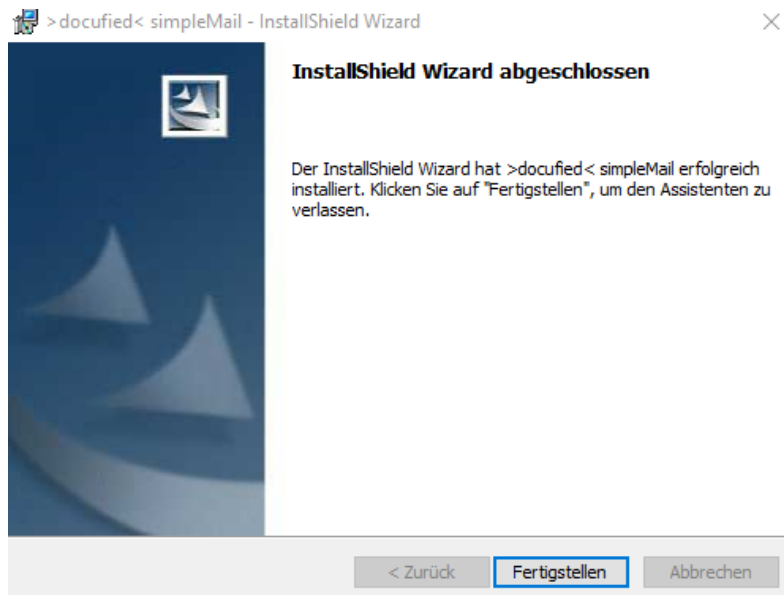 >docufied< simpleMail - InstallShield Wizard
InstallShield Wizard abgeschlossen
Der InstallShield Wizard hat >docufied< simpleMail erfolgreich
installiert. Klicken Sie auf "Fertigstellen", um den Assistenten zu
verlassen.
< Zurück
Fertigstellen
Abbrechen